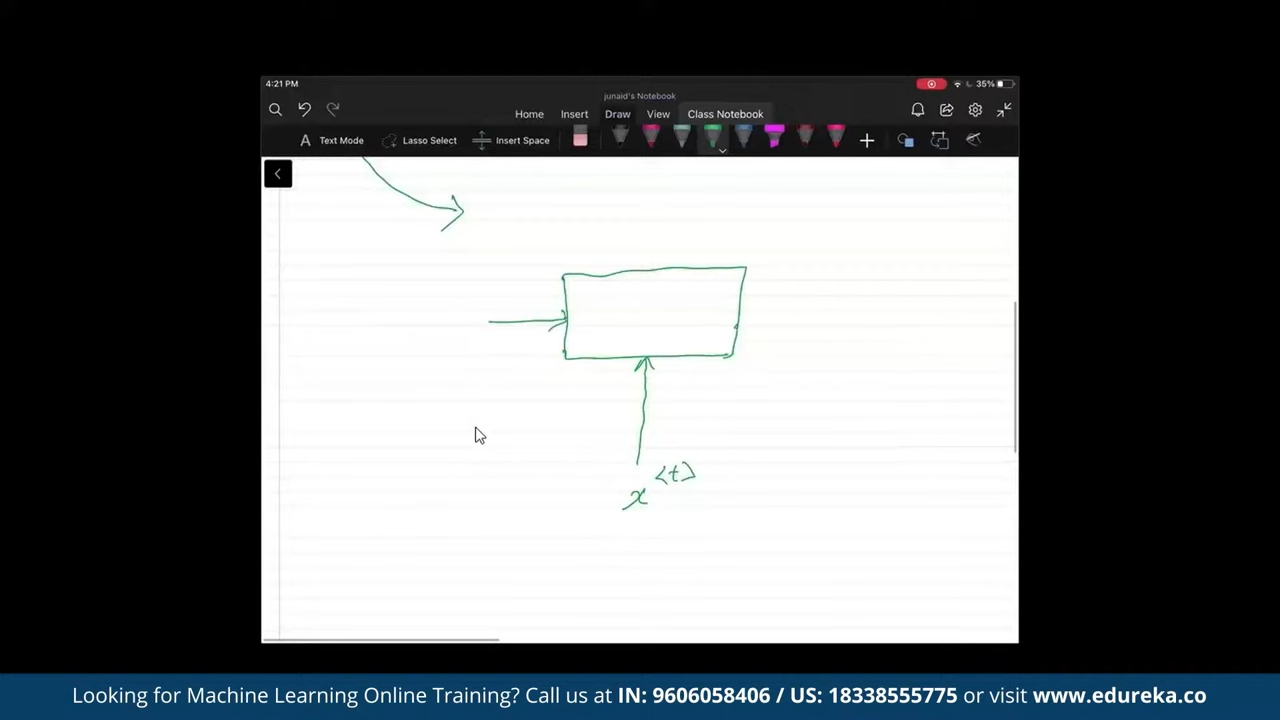 4:21 PM
35%
junaid's Notebook
Home Insert Draw View Class Notebook
A Text Mode Lasso Select Insert Space
x<t>
Looking for Machine Learning Online Training? Call us at IN: 9606058406 / US: 18338555775 or visit www.edureka.co